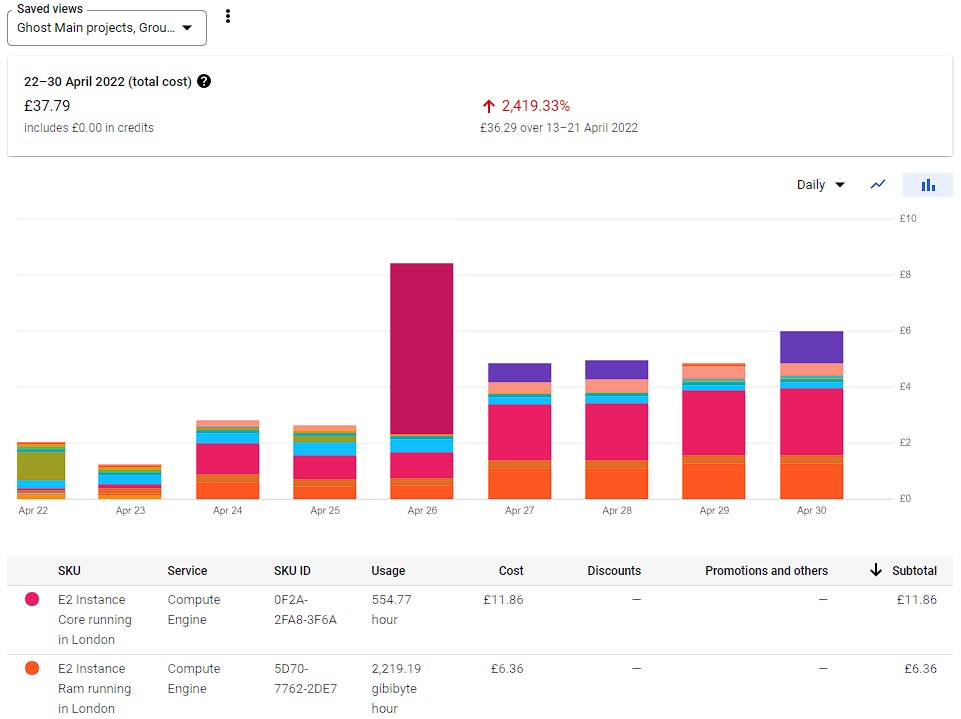 Saved views
Ghost Main projects, Grou...
22–30 April 2022 (total cost) ?
£37.79
2,419.33%
includes £0.00 in credits
£36.29 over 13–21 April 2022
Daily
£10
£8
£6
£4
£2
£0
Apr 22 Apr 23 Apr 24 Apr 25 Apr 26 Apr 27 Apr 28 Apr 29 Apr 30
SKU Service SKU ID Usage Cost Discounts Promotions and others Subtotal
E2 Instance Compute 0F2A- 554.77 £11.86 — — £11.86
Core running Engine 2FA8-3F6A hour
in London
E2 Instance Compute 5D70- 2,219.19 £6.36 — — £6.36
Ram running Engine 7762-2DE7 gibibyte
in London hour